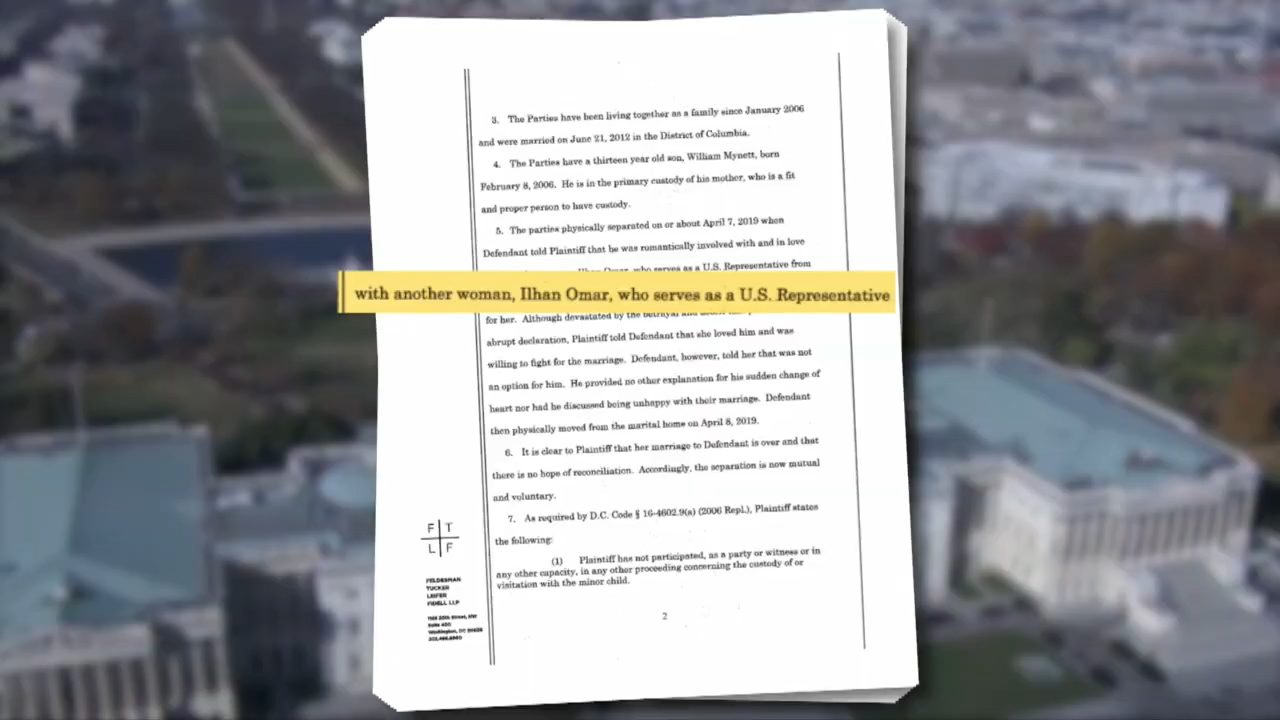 3. The Parties have been living together as a family since January 2006
and were married on June 21, 2012 in the District of Columbia.
4. The Parties have a thirteen year old son, William Mynett, born
February 8, 2006. He is in the primary custody of his mother, who is a fit
and proper person to have custody.
5. The parties physically separated on or about April 7, 2019 when
Defendant told Plaintiff that he was romantically involved with and in love
Omar, who serves as a U.S. Representative from
with another woman, Ilhan Omar, who serves as a U.S. Representative
for her. Although devastated by the betrayal and
abrupt declaration, Plaintiff told Defendant that she loved him and was
willing to fight for the marriage. Defendant, however, told her that was not
an option for him. He provided no other explanation for his sudden change of
heart nor had he discussed being unhappy with their marriage. Defendant
then physically moved from the marital home on April 8, 2019.
6. It is clear to Plaintiff that her marriage to Defendant is over and that
there is no hope of reconciliation. Accordingly, the separation is now mutual
and voluntary.
7. As required by D.C. Code § 16-4602.9(a) (2006 Repl.), Plaintiff states
the following:
(1) Plaintiff has not participated, as a party or witness or in
any other capacity, in any other proceeding concerning the custody of or
visitation with the minor child.
2
F T
L F
FELDESMAN
TUCKER
LEIFER
FIDELL LLP
Street, NW
Suite 400
Washington, DC